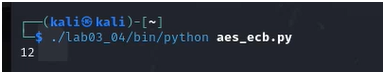 ┌──(kali㉿kali)-[~]
└─$ ./lab03_04/bin/python aes_ecb.py
12